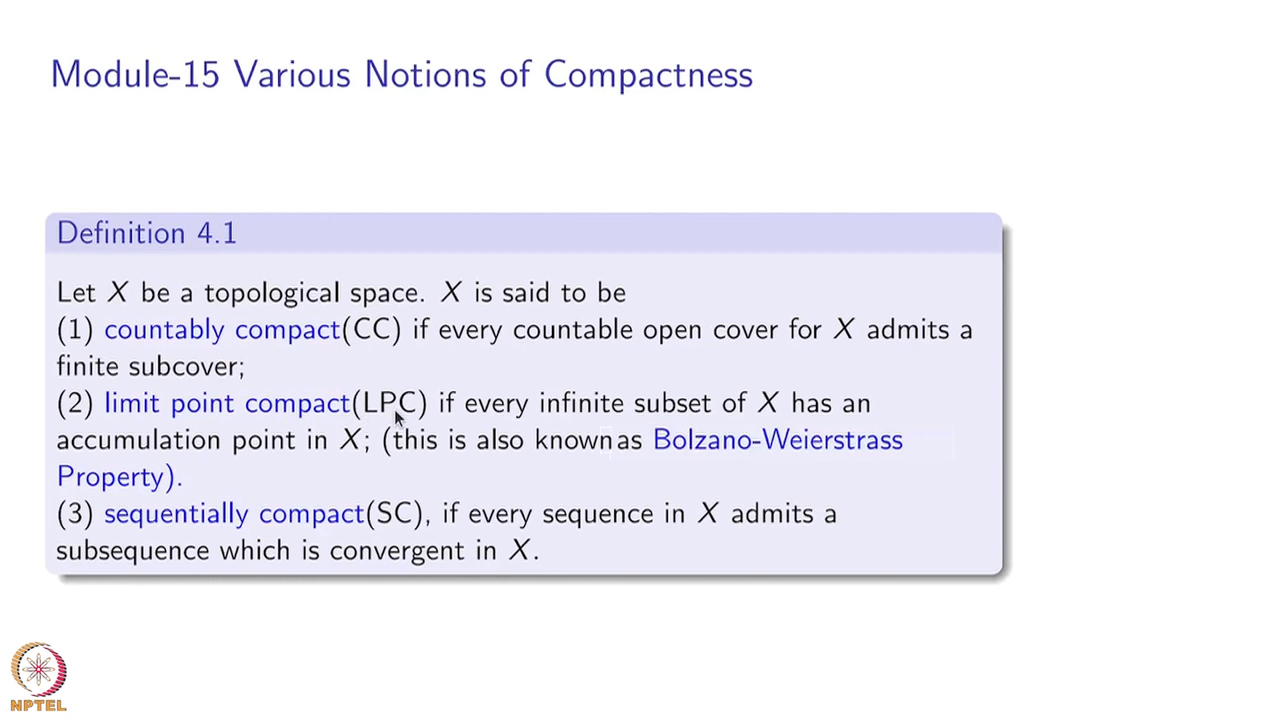 Module-15 Various Notions of Compactness
Definition 4.1
Let X be a topological space. X is said to be
(1) countably compact(CC) if every countable open cover for X admits a
finite subcover;
(2) limit point compact(LPC) if every infinite subset of X has an
accumulation point in X; (this is also known as Bolzano-Weierstrass
Property).
(3) sequentially compact(SC), if every sequence in X admits a
subsequence which is convergent in X.
NPTEL